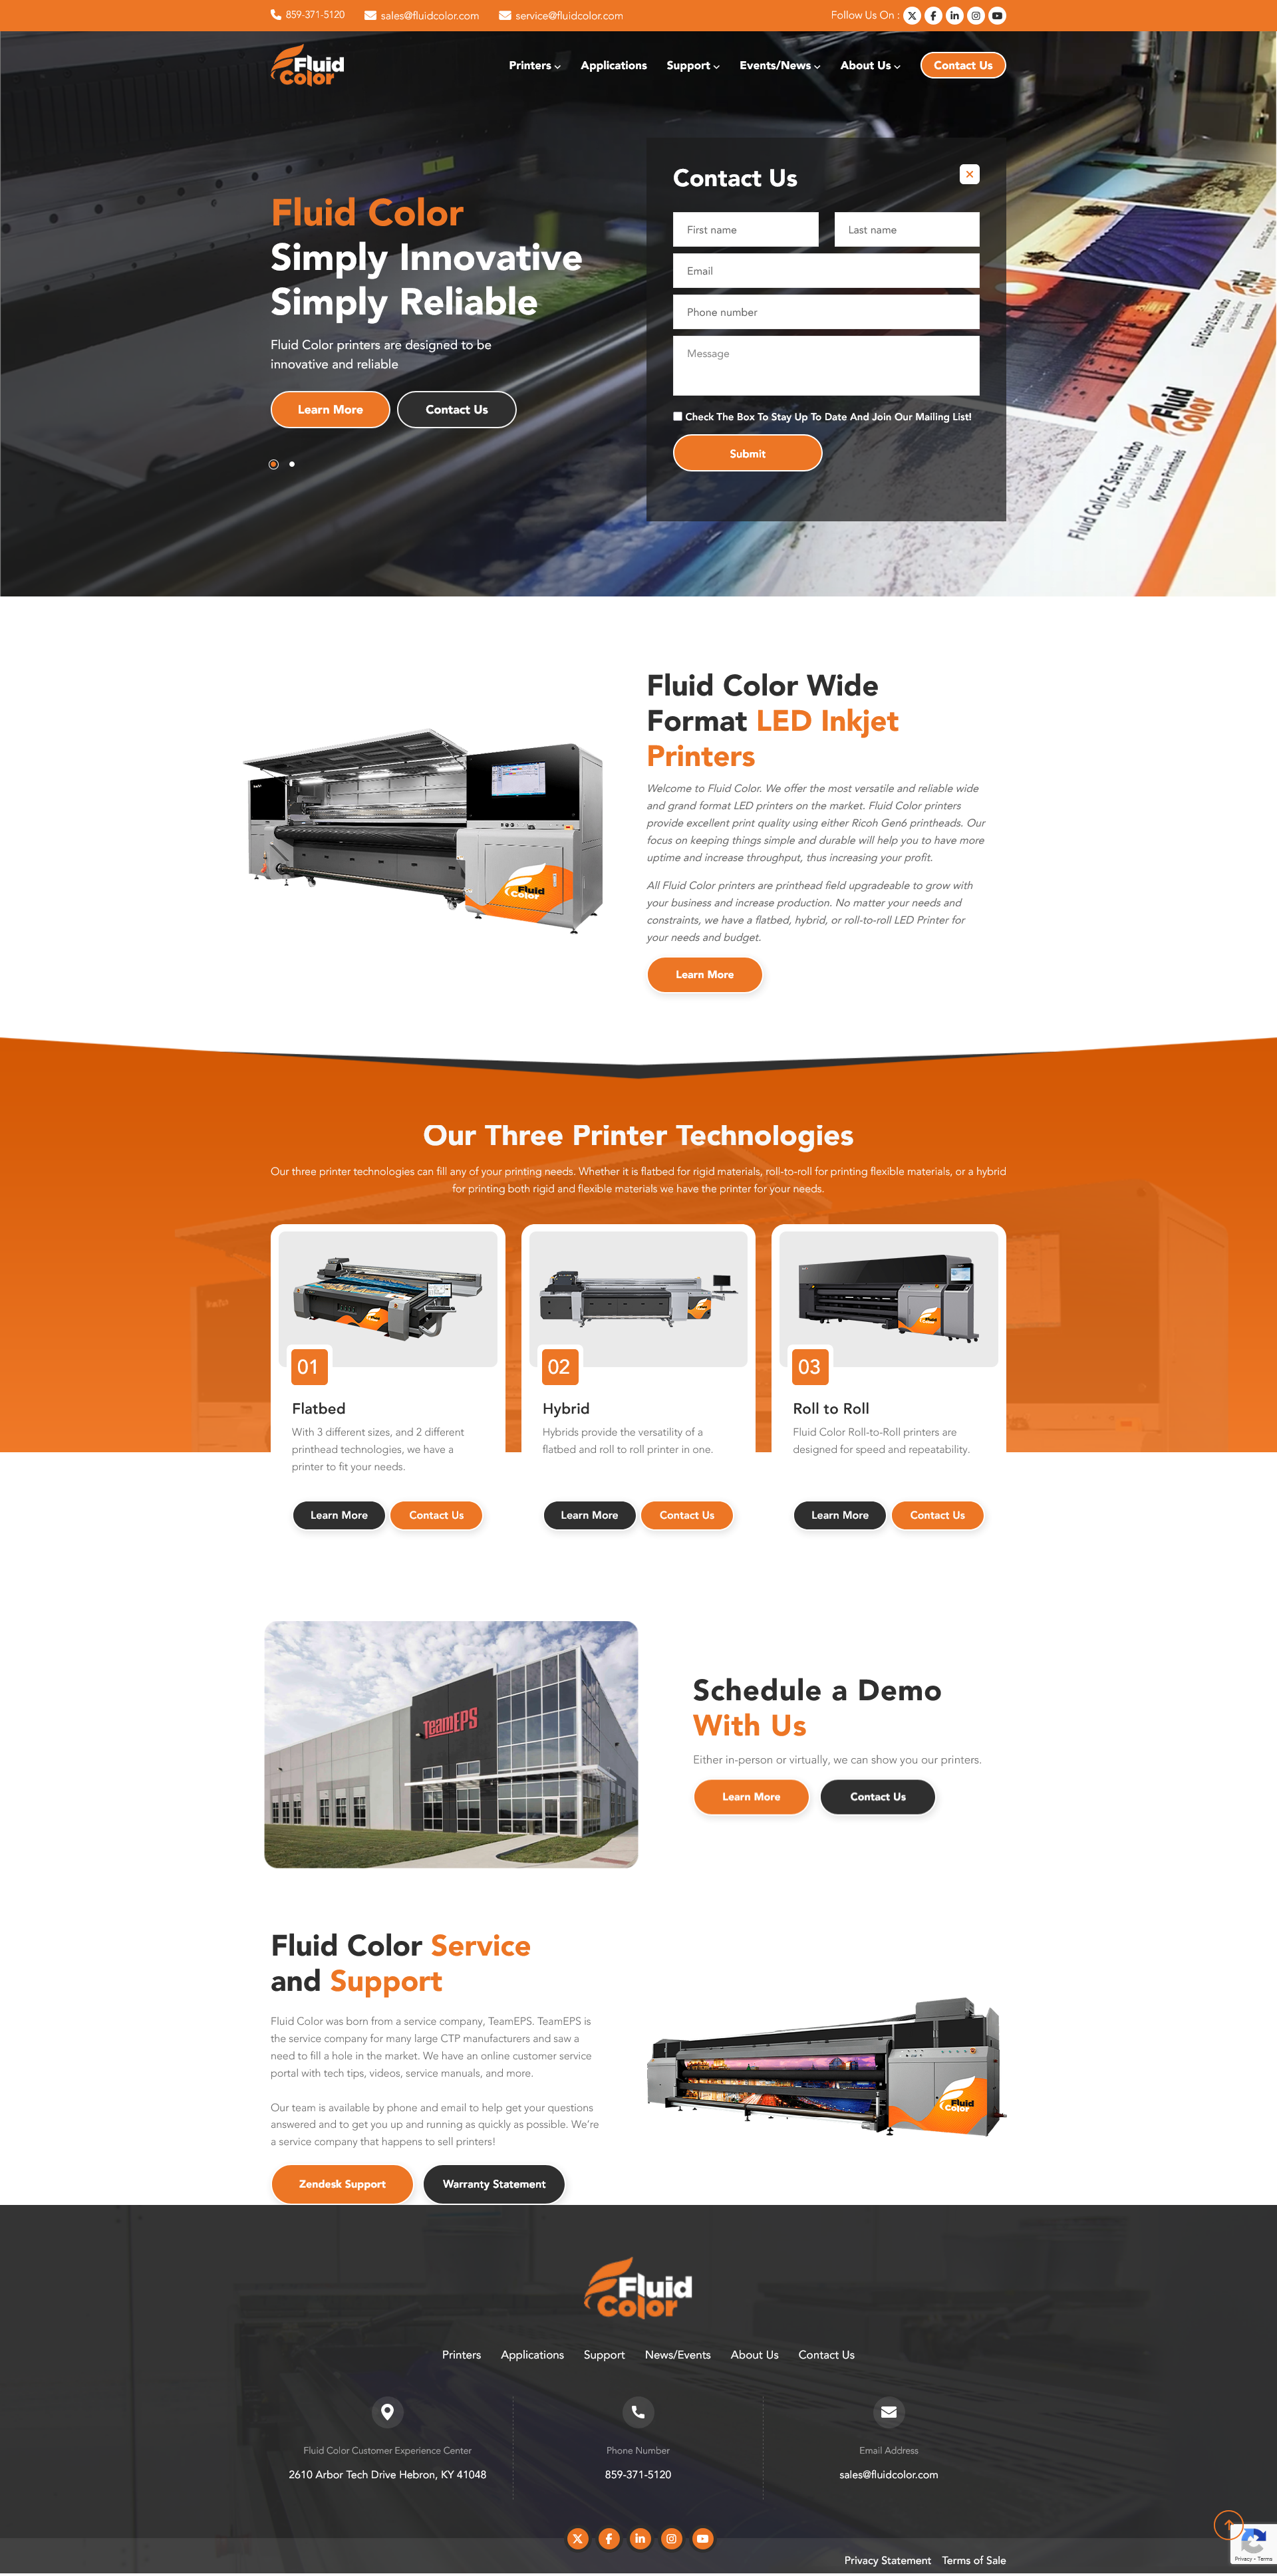 859-371-5120 sales@fluidcolor.com service@fluidcolor.com Follow Us On :
Fluid
Color
Printers Applications Support Events/News About Us Contact Us
Fluid Color
Simply Innovative
Simply Reliable
Fluid Color printers are designed to be
innovative and reliable
Learn More Contact Us
Contact Us
First name Last name
Email
Phone number
Message
Check The Box To Stay Up To Date And Join Our Mailing List!
Submit
Fluid
Color
Fluid Color Z Series Turbo
UV-Curable Inkjet Printer
Kyocera Printheads
Fluid Color Wide
Format LED Inkjet
Printers
Welcome to Fluid Color. We offer the most versatile and reliable wide
and grand format LED printers on the market. Fluid Color printers
provide excellent print quality using either Ricoh Gen6 printheads. Our
focus on keeping things simple and durable will help you to have more
uptime and increase throughput, thus increasing your profit.
All Fluid Color printers are printhead field upgradeable to grow with
your business and increase production. No matter your needs and
constraints, we have a flatbed, hybrid, or roll-to-roll LED Printer for
your needs and budget.
Learn More
Fluid
Color
Our Three Printer Technologies
Our three printer technologies can fill any of your printing needs. Whether it is flatbed for rigid materials, roll-to-roll for printing flexible materials, or a hybrid
for printing both rigid and flexible materials we have the printer for your needs.
01
Flatbed
With 3 different sizes, and 2 different
printhead technologies, we have a
printer to fit your needs.
Learn More Contact Us
02
Hybrid
Hybrids provide the versatility of a
flatbed and roll to roll printer in one.
Learn More Contact Us
Fluid
Color
03
Roll to Roll
Fluid Color Roll-to-Roll printers are
designed for speed and repeatability.
Learn More Contact Us
TeamEPS
Schedule a Demo
With Us
Either in-person or virtually, we can show you our printers.
Learn More Contact Us
Fluid Color Service
and Support
Fluid Color was born from a service company, TeamEPS. TeamEPS is
the service company for many large CTP manufacturers and saw a
need to fill a hole in the market. We have an online customer service
portal with tech tips, videos, service manuals, and more.
Our team is available by phone and email to help get your questions
answered and to get you up and running as quickly as possible. We're
a service company that happens to sell printers!
Zendesk Support Warranty Statement
Fluid
Color
Fluid
Color
Printers Applications Support News/Events About Us Contact Us
Fluid Color Customer Experience Center
2610 Arbor Tech Drive Hebron, KY 41048
Phone Number
859-371-5120
Email Address
sales@fluidcolor.com
Privacy Statement Terms of Sale
Privacy - Terms